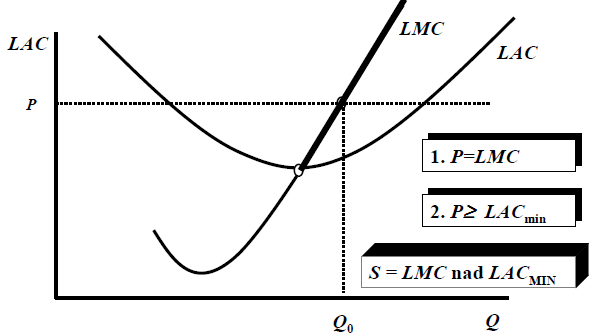 LAC
LMC
LAC
P
1. P=LMC
2. P≥ LACmin
S = LMC nad LACMIN
Q0
Q